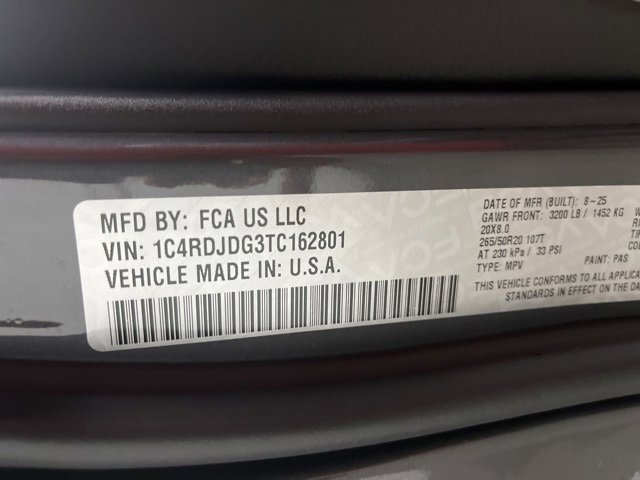 MFD BY: FCA US LLC
VIN: 1C4RDJDG3TC162801
VEHICLE MADE IN: U.S.A.
DATE OF MFR (BUILT): 8-25
GAWR FRONT: 3200 LB / 1452 KG
20X8.0
265/50R20 107T
AT 230 kPa / 33 PSI
TYPE: MPV
PAINT: PAS
THIS VEHICLE CONFORMS TO ALL APPLICA
STANDARDS IN EFFECT ON THE DA